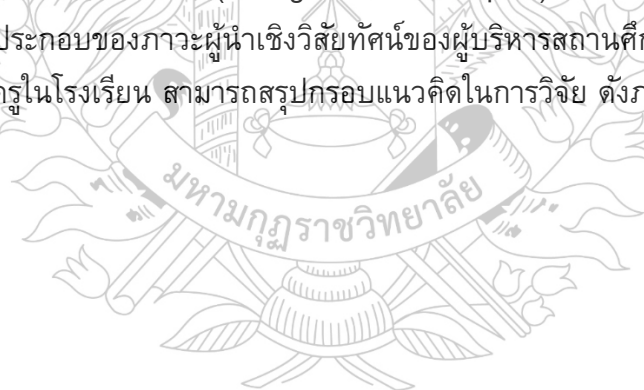 ประกอบของภาวะผู้นำเชิงวิสัยทัศน์ของผู้บริหารสถานศึก
ครูในโรงเรียน สามารถสรุปกรอบแนวคิดในการวิจัย ดังภ
มหามกุฏราชวิทยาลัย